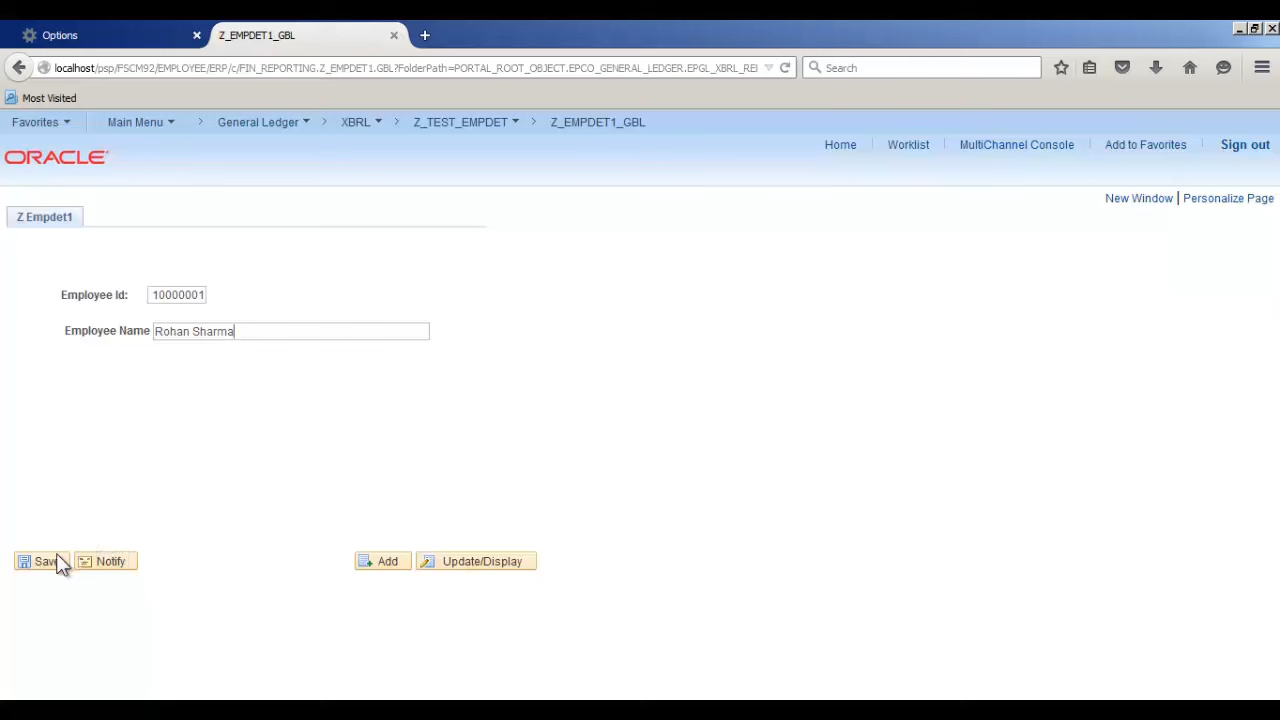 Options
Z_EMPDET1_GBL
localhost/psp/FSCM92/EMPLOYEE/ERP/c/FIN_REPORTING.Z_EMPDET1.GBL?FolderPath=PORTAL_ROOT_OBJECT.EPCO_GENERAL_LEDGER.EPGL_XBRL_REI
Search
Most Visited
Favorites
Main Menu
General Ledger
XBRL
Z_TEST_EMPDET
Z_EMPDET1_GBL
ORACLE
Home
Worklist
MultiChannel Console
Add to Favorites
Sign out
New Window | Personalize Page
Z Empdet1
Employee Id: 10000001
Employee Name Rohan Sharma
Save
Notify
Add
Update/Display